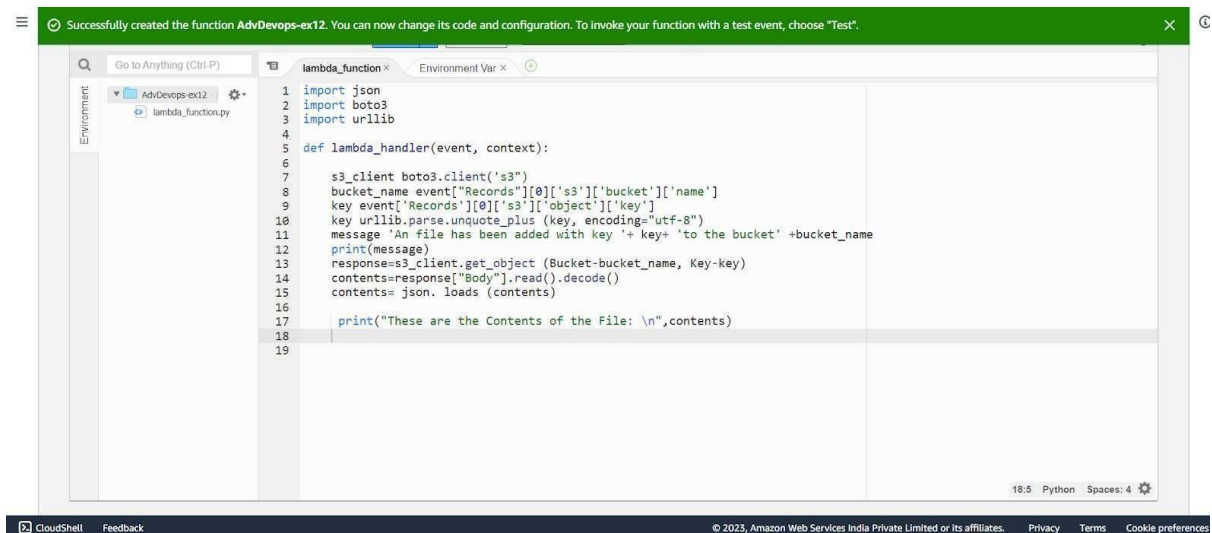 Successfully created the function AdvDevops-ex12. You can now change its code and configuration. To invoke your function with a test event, choose "Test".
Go to Anything (Ctrl-P)
lambda_function × Environment Var ×
Environment
AdvDevops-ex12
lambda_function.py
1 import json
2 import boto3
3 import urllib
4
5 def lambda_handler(event, context):
6
7 s3_client boto3.client('s3")
8 bucket_name event["Records"][0]['s3']['bucket']['name']
9 key event['Records'][0]['s3']['object']['key']
10 key urllib.parse.unquote_plus (key, encoding="utf-8")
11 message 'An file has been added with key '+ key+ 'to the bucket' +bucket_name
12 print(message)
13 response=s3_client.get_object (Bucket-bucket_name, Key-key)
14 contents=response["Body"].read().decode()
15 contents= json. loads (contents)
16
17 print("These are the Contents of the File: \n",contents)
18
19
18:5 Python Spaces: 4
CloudShell Feedback © 2023, Amazon Web Services India Private Limited or its affiliates. Privacy Terms Cookie preferences